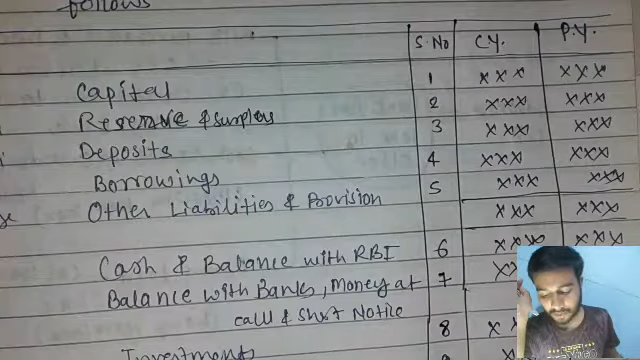 follows
S.No C.Y. P.Y.
Capital 1 xxx xxx
Reserve & surplus 2 xxx xxx
Deposits 3 xxx xxx
Borrowings 4 xxx xxx
Other Liabilities & Provision 5 xxx xxx
xxx xxx
Cash & Balance with RBI 6 xxx xxx
Balance with Banks, Money at 7 xx
call & Short Notice
8 x
Investments